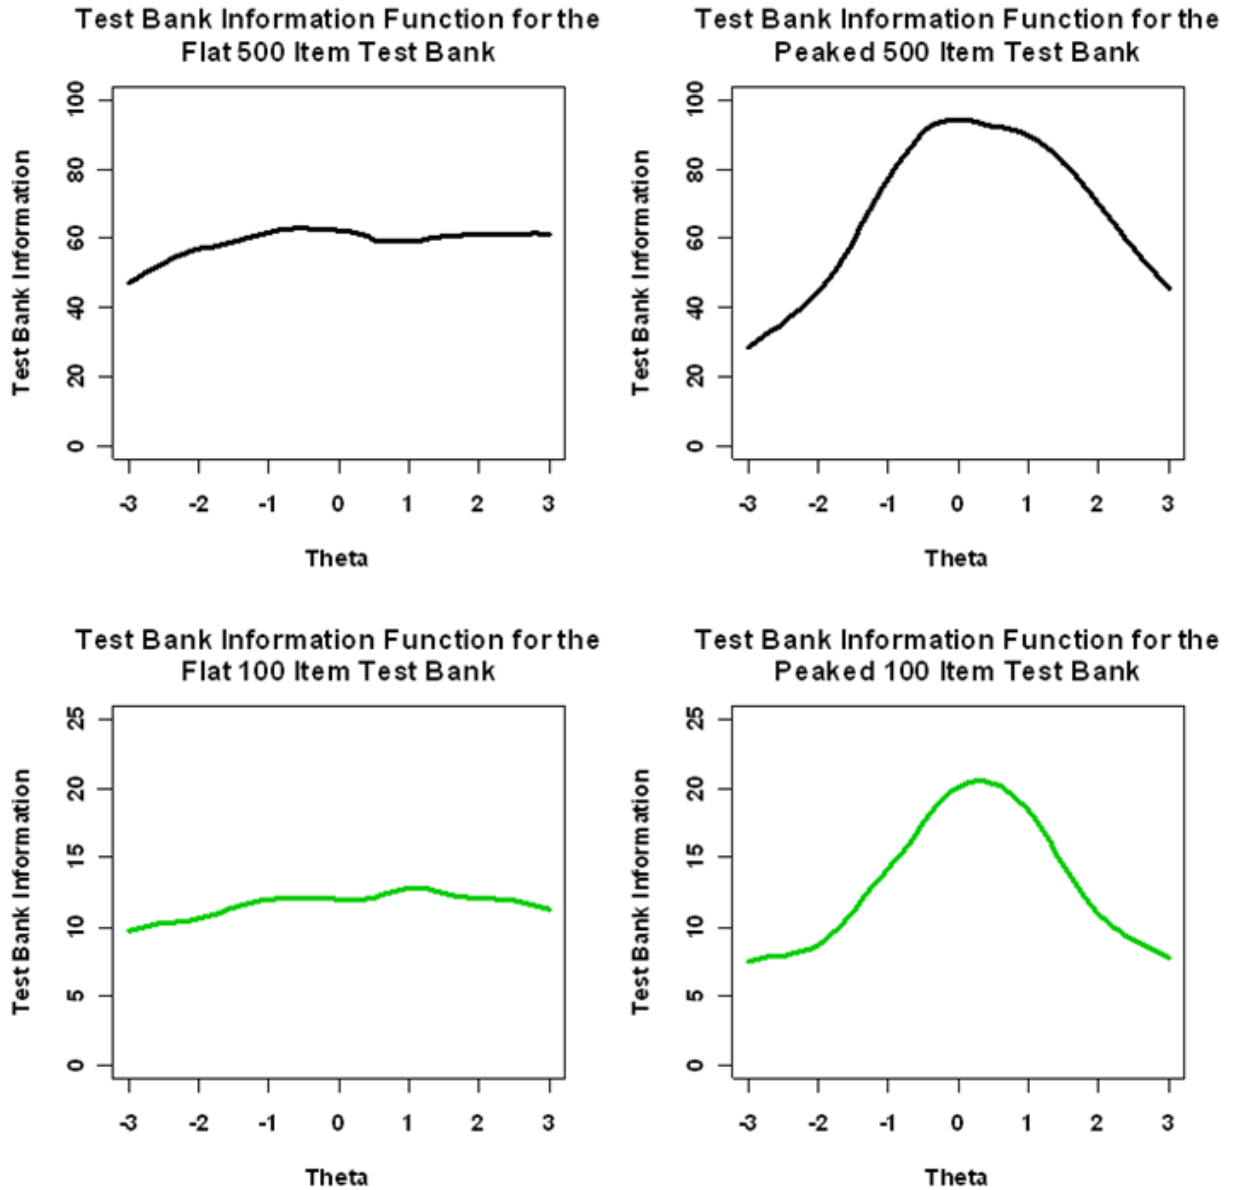 Test Bank Information Function for the
Flat 500 Item Test Bank
Test Bank Information
100
80
60
40
20
0
-3 -2 -1 0 1 2 3
Theta
Test Bank Information Function for the
Peaked 500 Item Test Bank
Test Bank Information
100
80
60
40
20
0
-3 -2 -1 0 1 2 3
Theta
Test Bank Information Function for the
Flat 100 Item Test Bank
Test Bank Information
25
20
15
10
5
0
-3 -2 -1 0 1 2 3
Theta
Test Bank Information Function for the
Peaked 100 Item Test Bank
Test Bank Information
25
20
15
10
5
0
-3 -2 -1 0 1 2 3
Theta